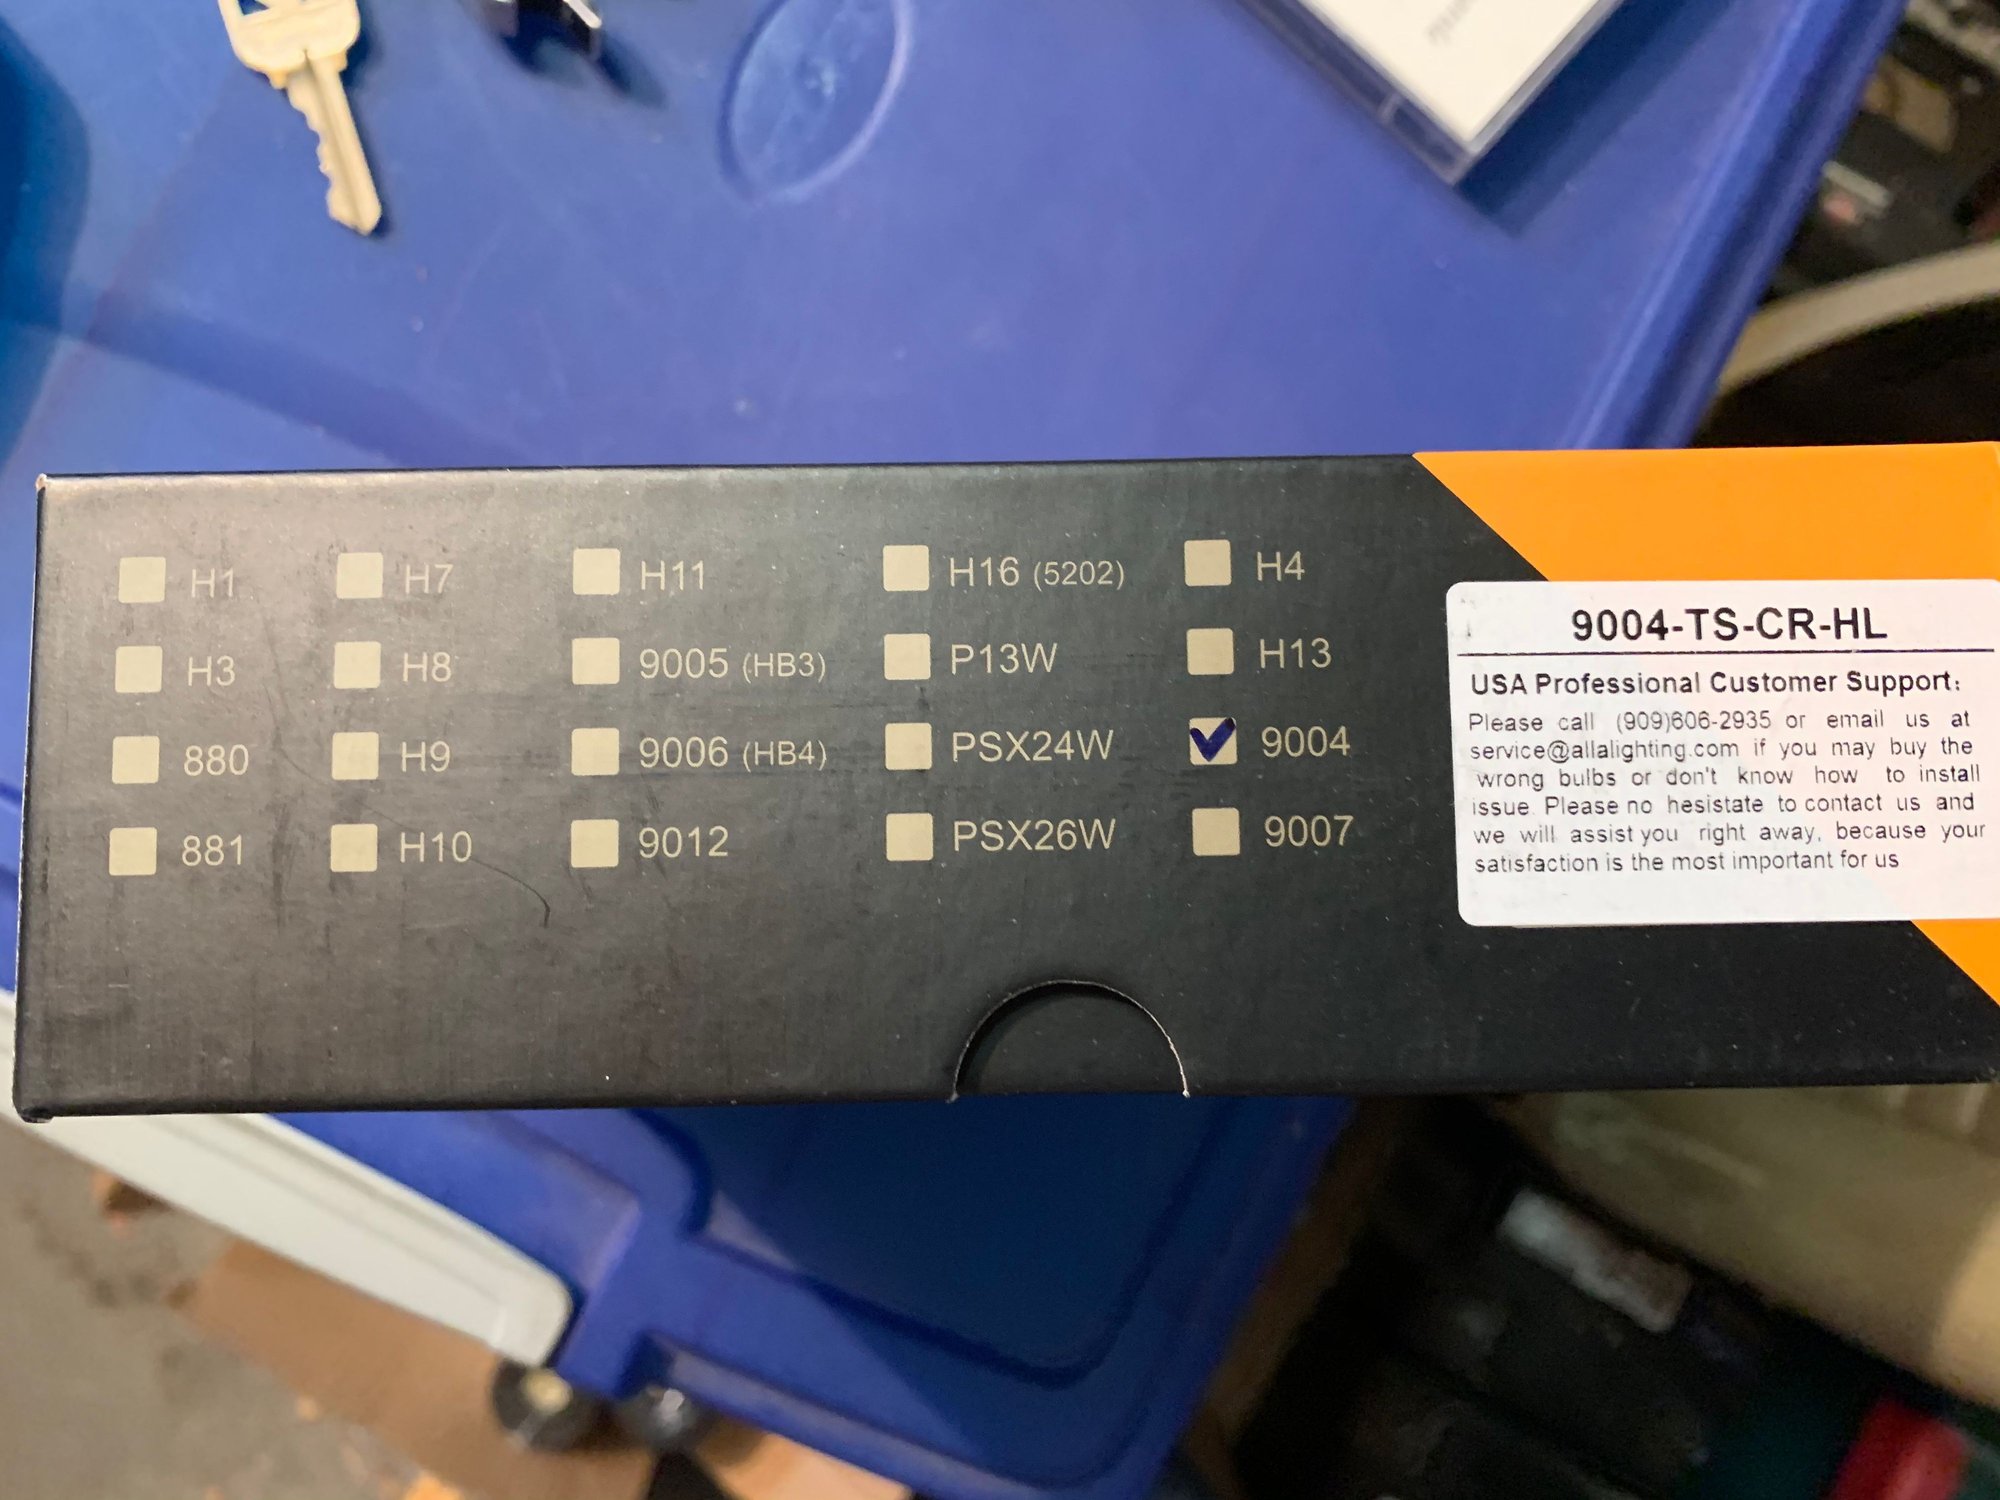 H1 H7 H11 H16 (5202) H4
H3 H8 9005 (HB3) P13W H13
880 H9 9006 (HB4) PSX24W 9004
881 H10 9012 PSX26W 9007
9004-TS-CR-HL
USA Professional Customer Support:
Please call (909)606-2935 or email us at
service@allalighting.com if you may buy the
wrong bulbs or don't know how to install
issue. Please no hesistate to contact us and
we will assist you right away, because your
satisfaction is the most important for us